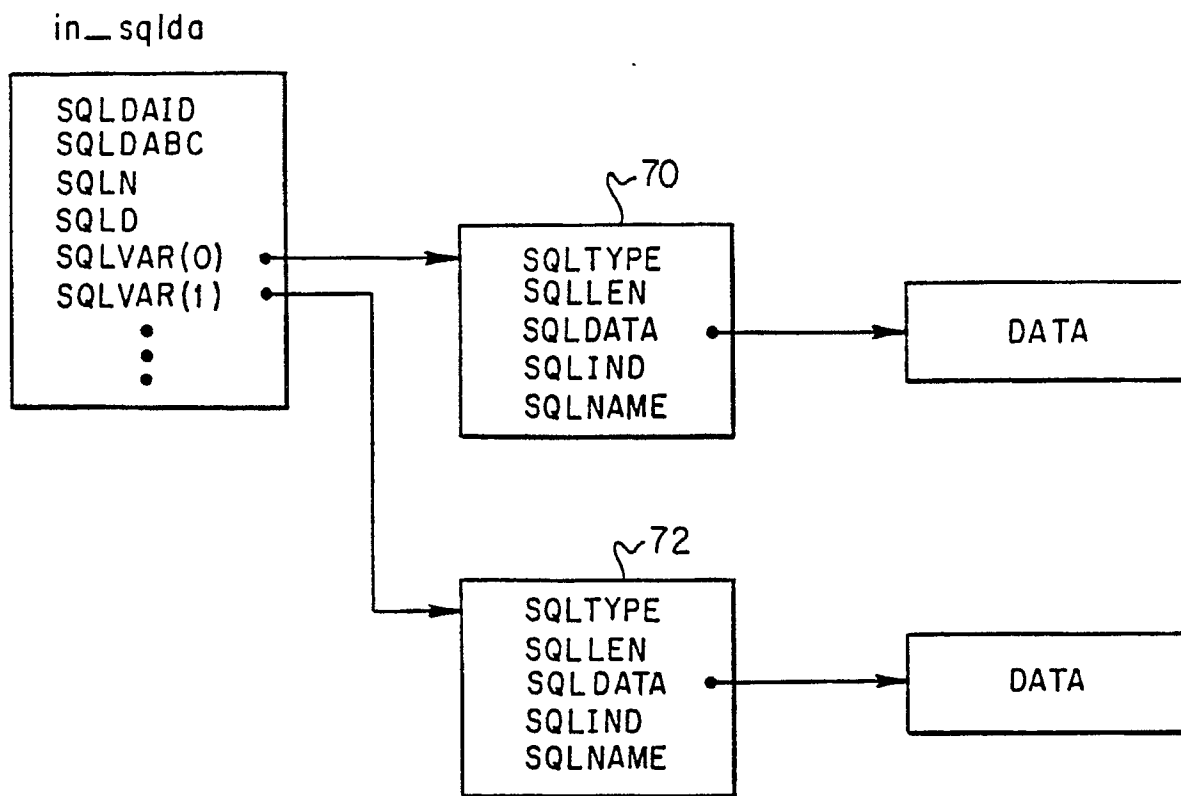 in_sqlda
SQLDAID
SQLDABC
SQLN
SQLD
SQLVAR(0)
SQLVAR(1)
70
SQLTYPE
SQLLEN
SQLDATA
SQLIND
SQLNAME
DATA
72
SQLTYPE
SQLLEN
SQLDATA
SQLIND
SQLNAME
DATA